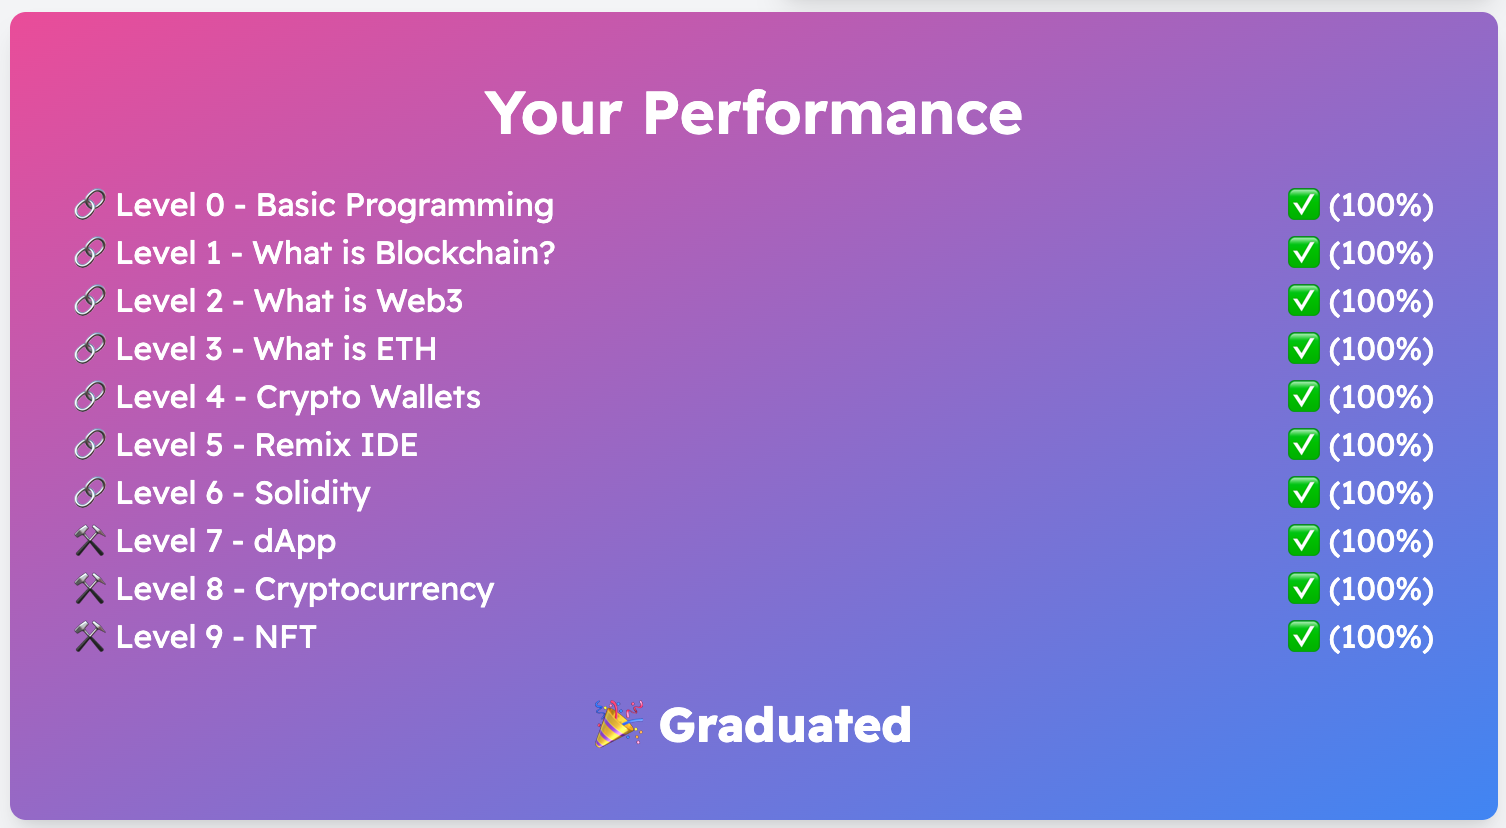 Your Performance
🔗 Level 0 - Basic Programming ✅ (100%)
🔗 Level 1 - What is Blockchain? ✅ (100%)
🔗 Level 2 - What is Web3 ✅ (100%)
🔗 Level 3 - What is ETH ✅ (100%)
🔗 Level 4 - Crypto Wallets ✅ (100%)
🔗 Level 5 - Remix IDE ✅ (100%)
🔗 Level 6 - Solidity ✅ (100%)
⚒️ Level 7 - dApp ✅ (100%)
⚒️ Level 8 - Cryptocurrency ✅ (100%)
⚒️ Level 9 - NFT ✅ (100%)
🎉 Graduated